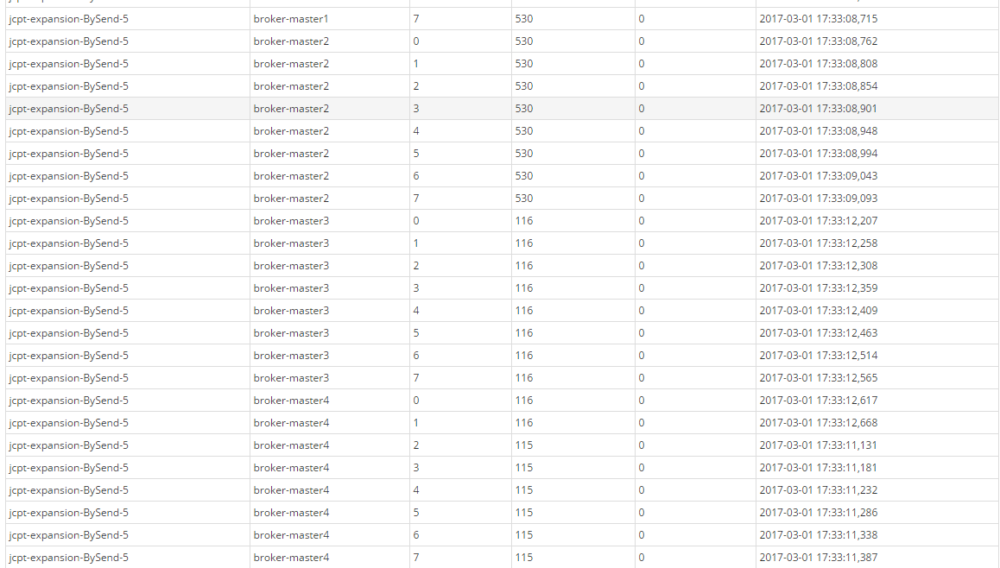 jcpt-expansion-BySend-5 broker-master1 7 530 0 2017-03-01 17:33:08,715
jcpt-expansion-BySend-5 broker-master2 0 530 0 2017-03-01 17:33:08,762
jcpt-expansion-BySend-5 broker-master2 1 530 0 2017-03-01 17:33:08,808
jcpt-expansion-BySend-5 broker-master2 2 530 0 2017-03-01 17:33:08,854
jcpt-expansion-BySend-5 broker-master2 3 530 0 2017-03-01 17:33:08,901
jcpt-expansion-BySend-5 broker-master2 4 530 0 2017-03-01 17:33:08,948
jcpt-expansion-BySend-5 broker-master2 5 530 0 2017-03-01 17:33:08,994
jcpt-expansion-BySend-5 broker-master2 6 530 0 2017-03-01 17:33:09,043
jcpt-expansion-BySend-5 broker-master2 7 530 0 2017-03-01 17:33:09,093
jcpt-expansion-BySend-5 broker-master3 0 116 0 2017-03-01 17:33:12,207
jcpt-expansion-BySend-5 broker-master3 1 116 0 2017-03-01 17:33:12,258
jcpt-expansion-BySend-5 broker-master3 2 116 0 2017-03-01 17:33:12,308
jcpt-expansion-BySend-5 broker-master3 3 116 0 2017-03-01 17:33:12,359
jcpt-expansion-BySend-5 broker-master3 4 116 0 2017-03-01 17:33:12,409
jcpt-expansion-BySend-5 broker-master3 5 116 0 2017-03-01 17:33:12,463
jcpt-expansion-BySend-5 broker-master3 6 116 0 2017-03-01 17:33:12,514
jcpt-expansion-BySend-5 broker-master3 7 116 0 2017-03-01 17:33:12,565
jcpt-expansion-BySend-5 broker-master4 0 116 0 2017-03-01 17:33:12,617
jcpt-expansion-BySend-5 broker-master4 1 116 0 2017-03-01 17:33:12,668
jcpt-expansion-BySend-5 broker-master4 2 115 0 2017-03-01 17:33:11,131
jcpt-expansion-BySend-5 broker-master4 3 115 0 2017-03-01 17:33:11,181
jcpt-expansion-BySend-5 broker-master4 4 115 0 2017-03-01 17:33:11,232
jcpt-expansion-BySend-5 broker-master4 5 115 0 2017-03-01 17:33:11,286
jcpt-expansion-BySend-5 broker-master4 6 115 0 2017-03-01 17:33:11,338
jcpt-expansion-BySend-5 broker-master4 7 115 0 2017-03-01 17:33:11,387